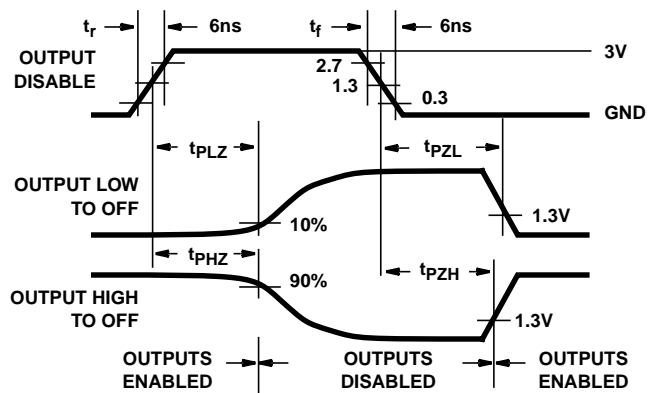 tr 6ns tf 6ns
OUTPUT
DISABLE
3V
2.7
1.3
0.3
GND
tPLZ
tPZL
OUTPUT LOW
TO OFF
10%
1.3V
tPHZ
90%
tPZH
OUTPUT HIGH
TO OFF
1.3V
OUTPUTS
ENABLED
OUTPUTS
DISABLED
OUTPUTS
ENABLED